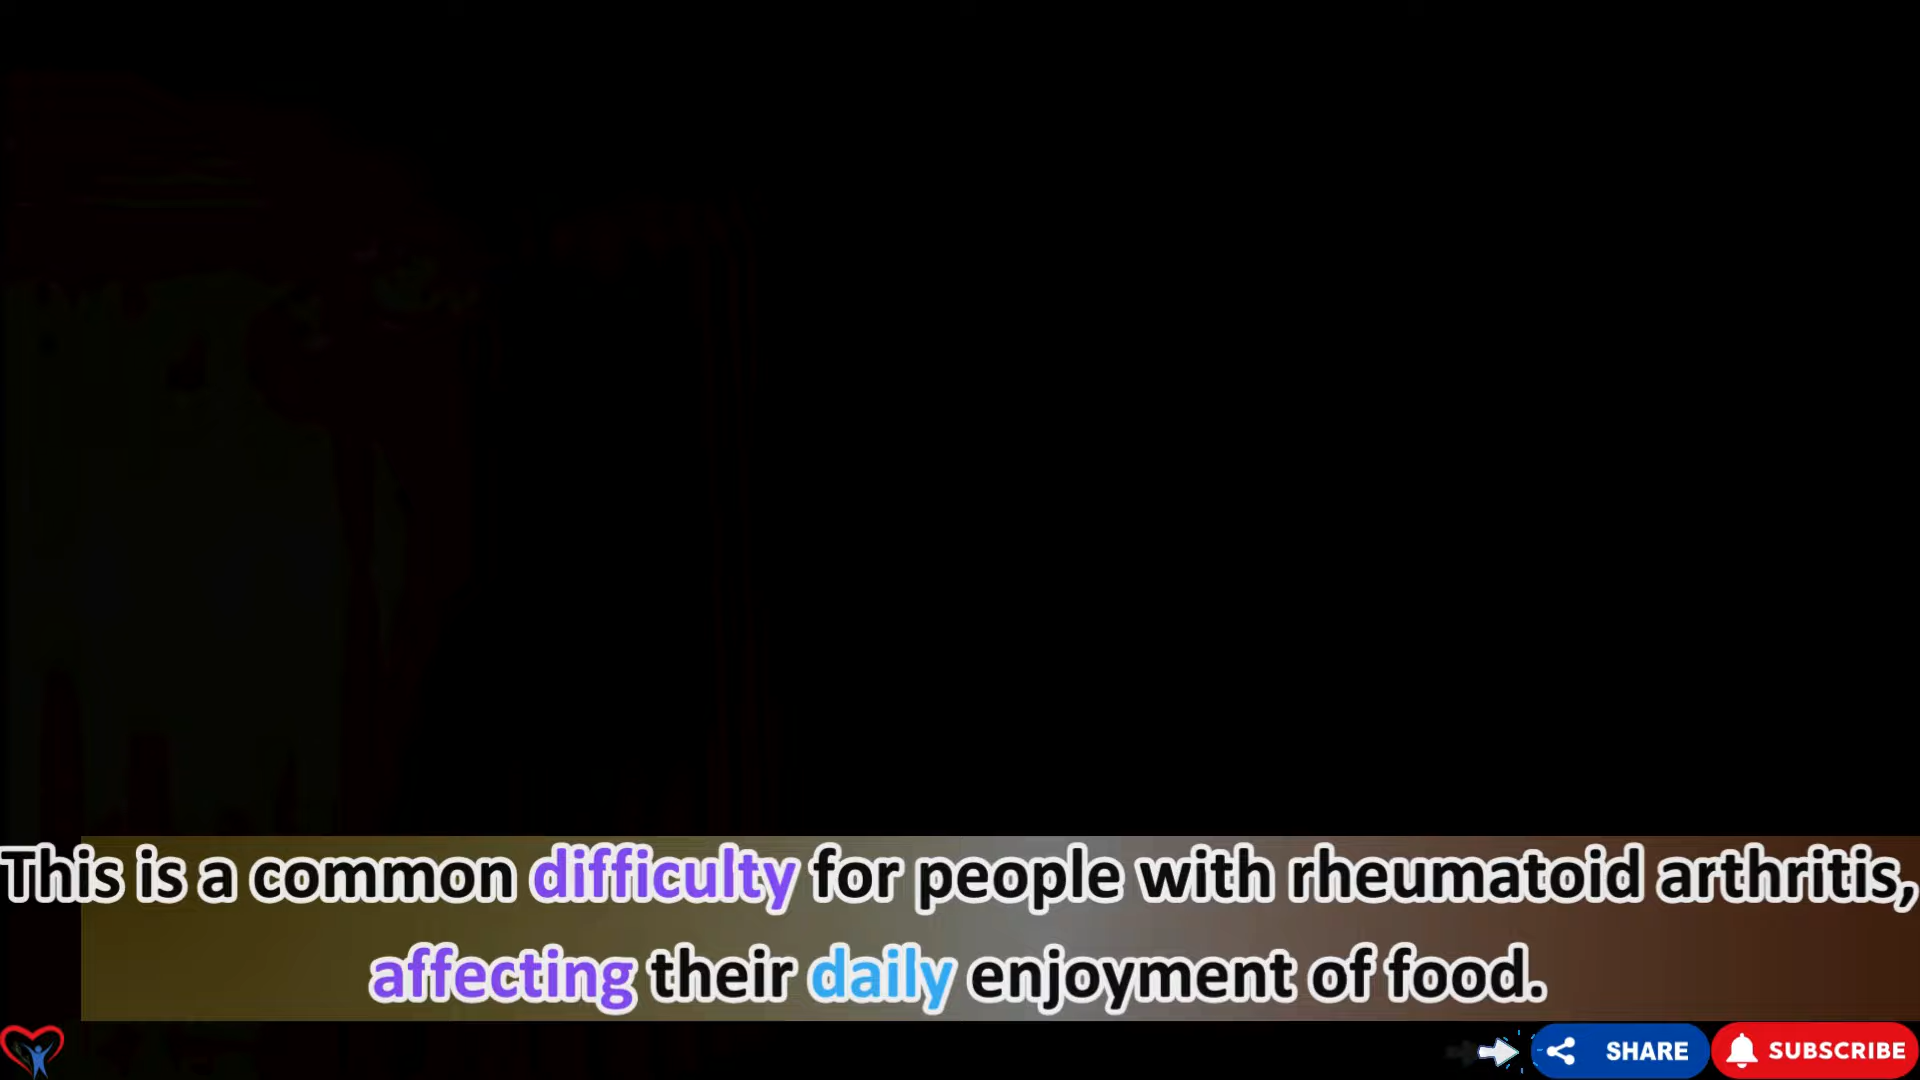 This is a common difficulty for people with rheumatoid arthritis,
affecting their daily enjoyment of food.
SHARE
SUBSCRIBE